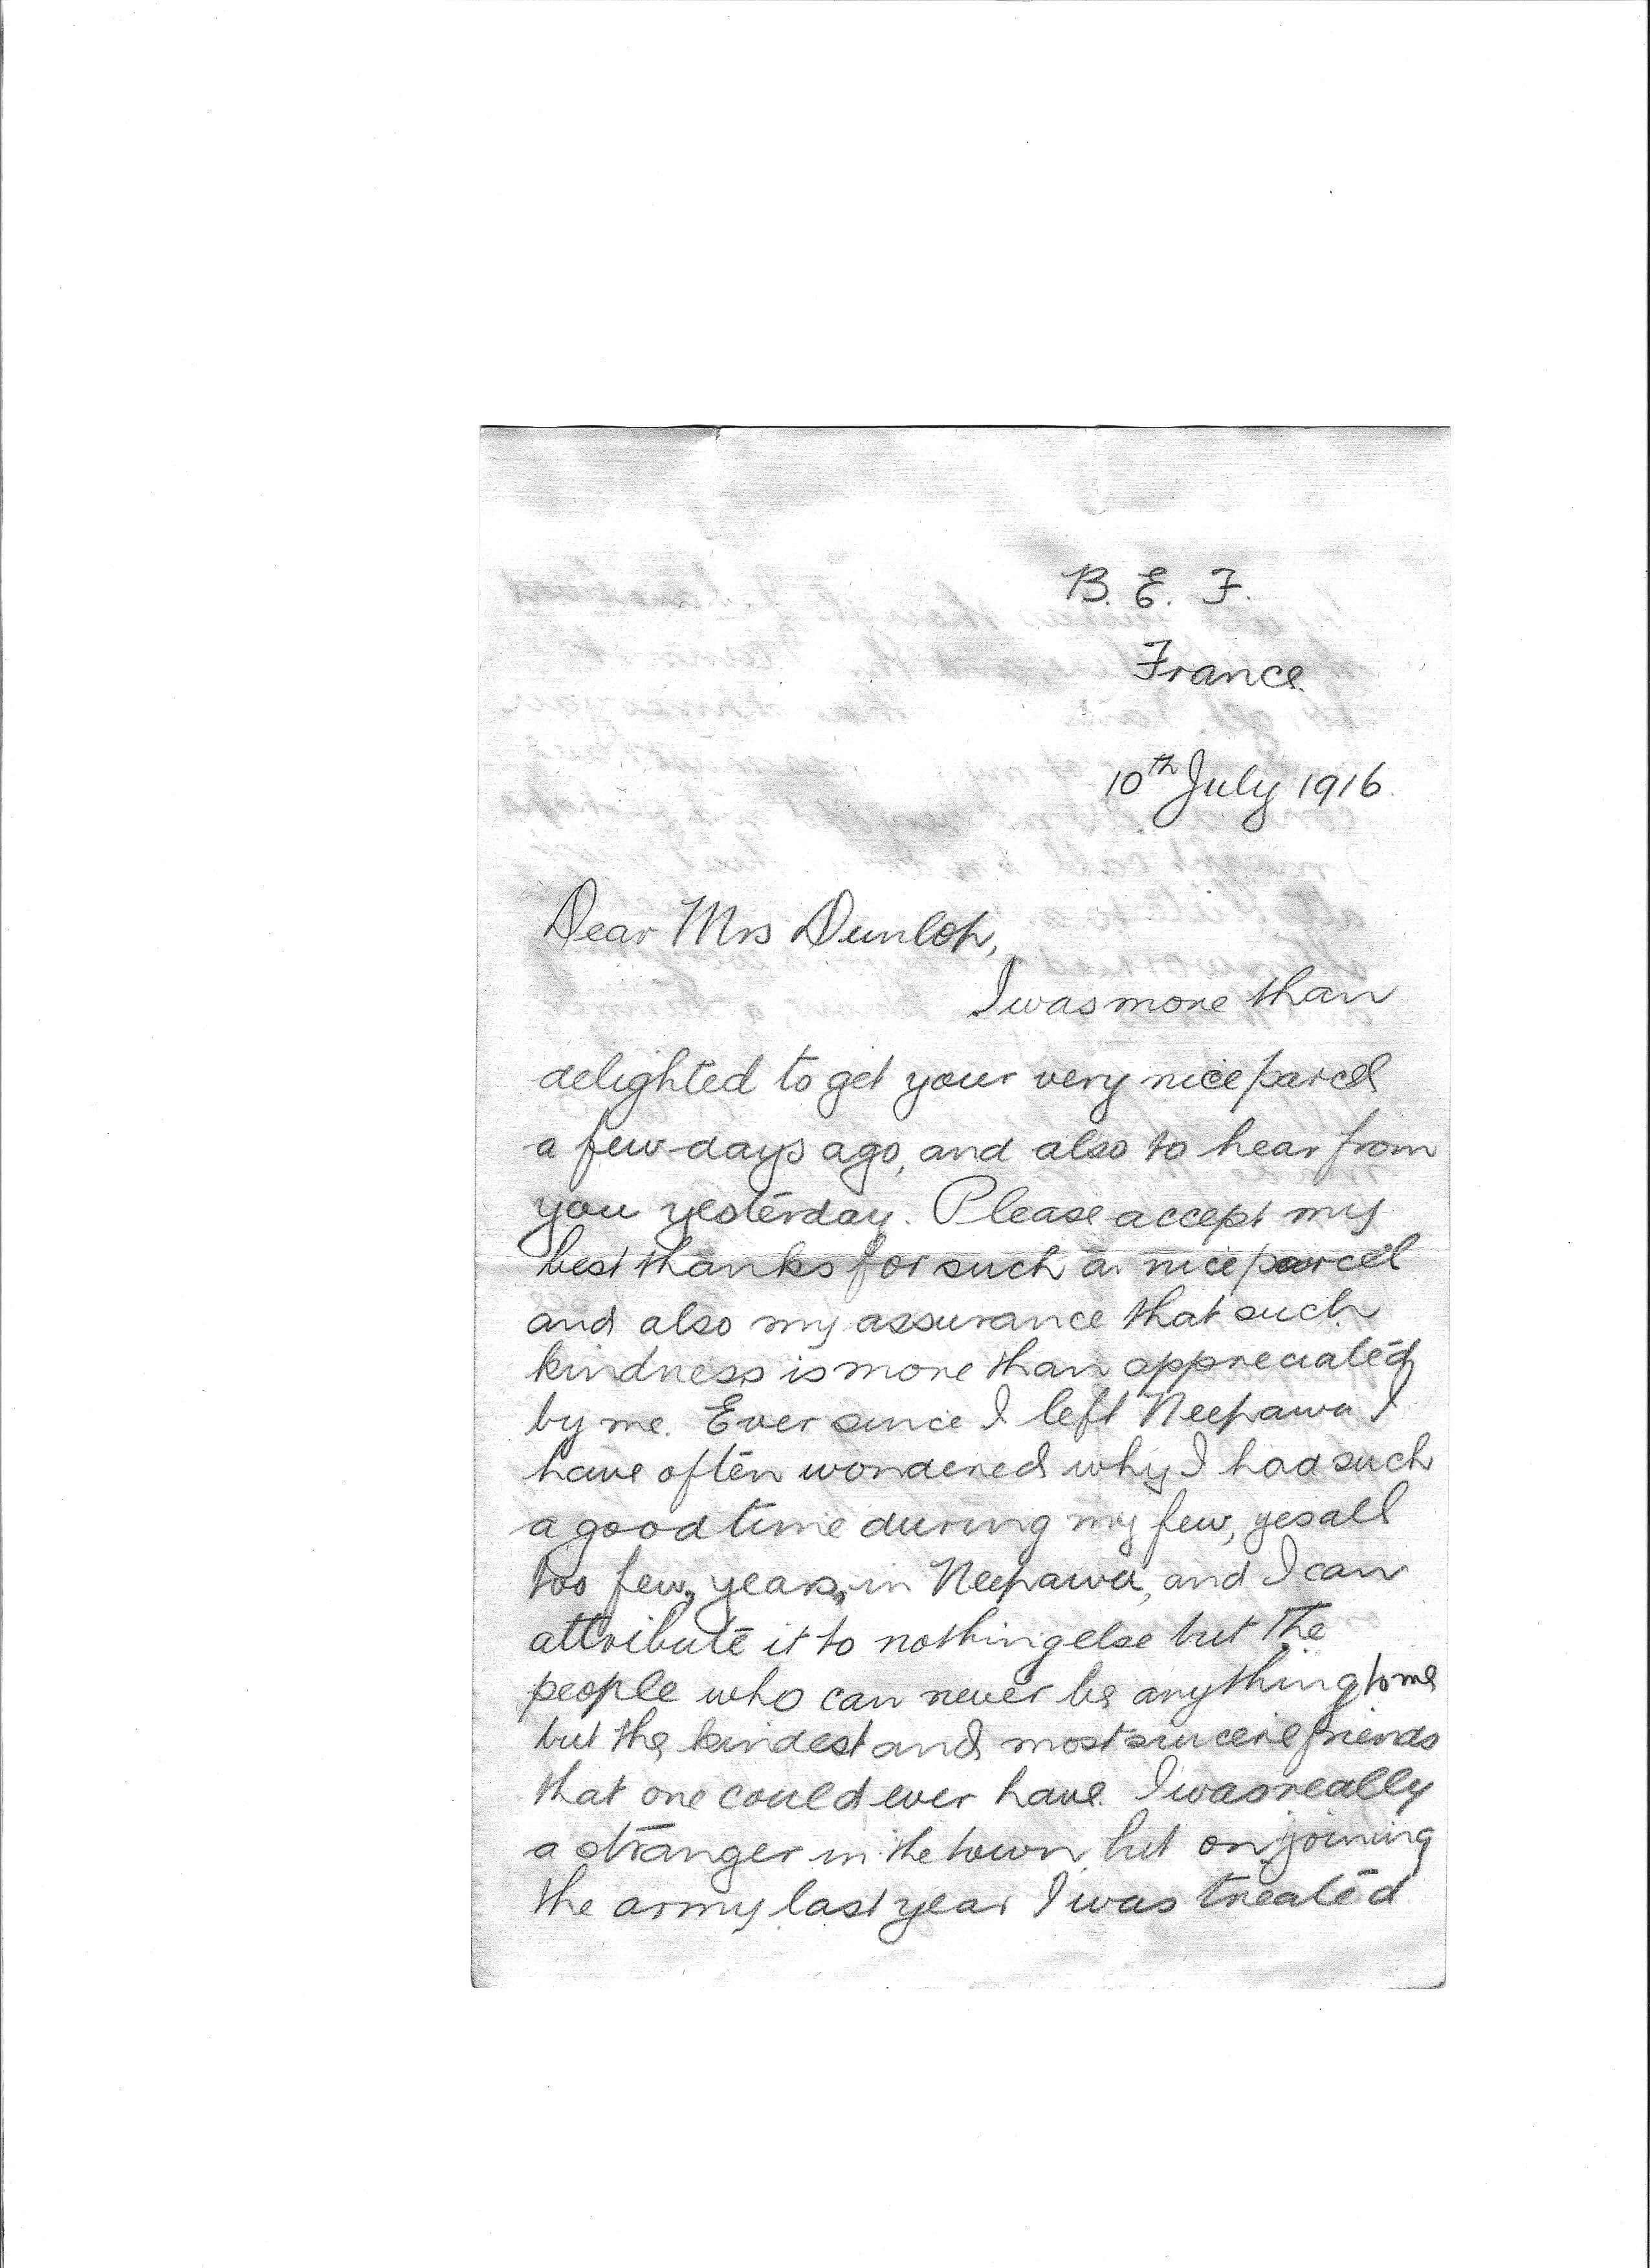 B. E. F.
France.
10th July 1916.
Dear Mrs Dunlop,
I was more than
delighted to get your very nice parcel
a few days ago, and also to hear from
you yesterday. Please accept my
best thanks for such a nice parcel
and also my assurance that such
kindness is more than appreciated
by me. Ever since I left Neepawa I
have often wondered why I had such
a good time during my few, yes all
too few, years, in Neepawa, and I can
attribute it to nothing else but the
people who can never be anything to me
but the kindest and most sincere friends
that one could ever have. I was really
a stranger in the town, but on joining
the army last year I was treated